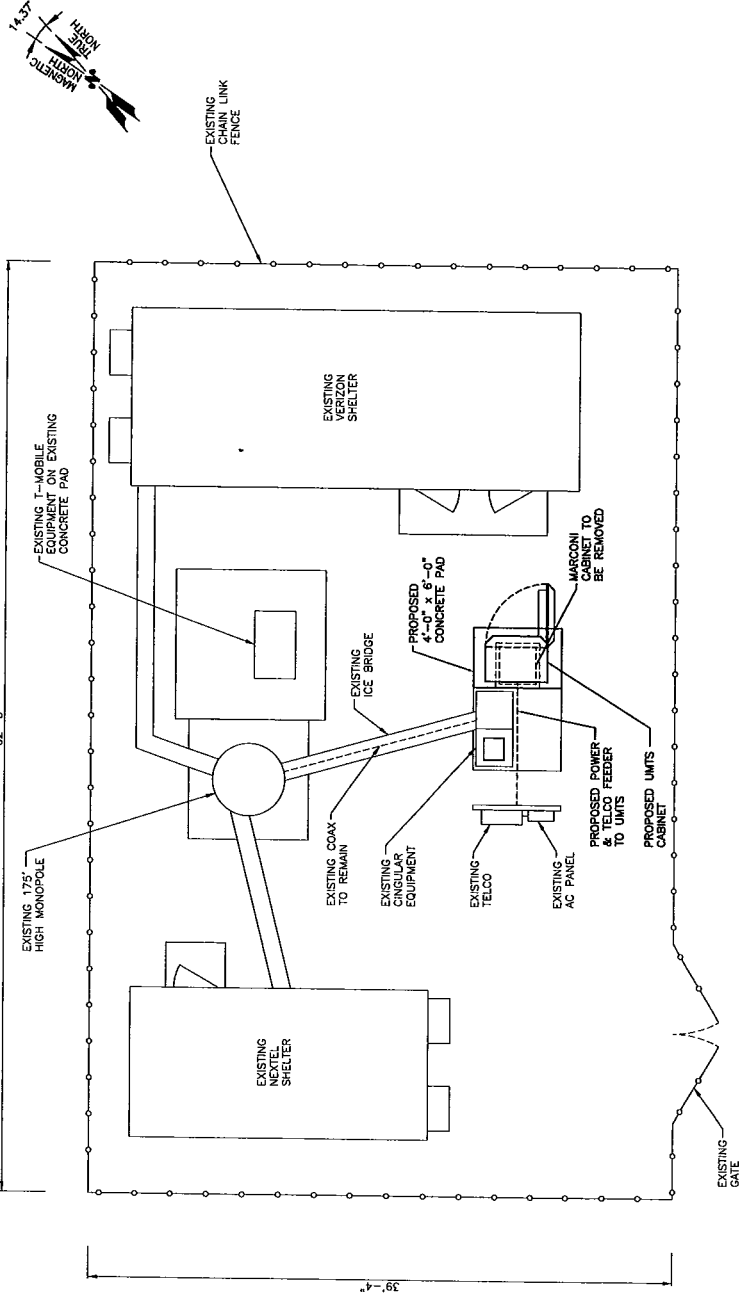 14.37°
TRUE
NORTH
MAGNETIC
NORTH
N
EXISTING
CHAIN LINK
FENCE
EXISTING T-MOBILE
EQUIPMENT ON EXISTING
CONCRETE PAD
EXISTING
VERIZON
SHELTER
EXISTING 175'
HIGH MONOPOLE
PROPOSED
4'-0" x 6'-0"
CONCRETE PAD
MARCONI
CABINET TO
BE REMOVED
EXISTING
ICE BRIDGE
EXISTING COAX
TO REMAIN
EXISTING
CINGULAR
EQUIPMENT
EXISTING
TELCO
EXISTING
AC PANEL
PROPOSED POWER
& TELCO FEEDER
TO UMTS
PROPOSED UMTS
CABINET
EXISTING
NEXTEL
SHELTER
EXISTING
GATE
39'-4"